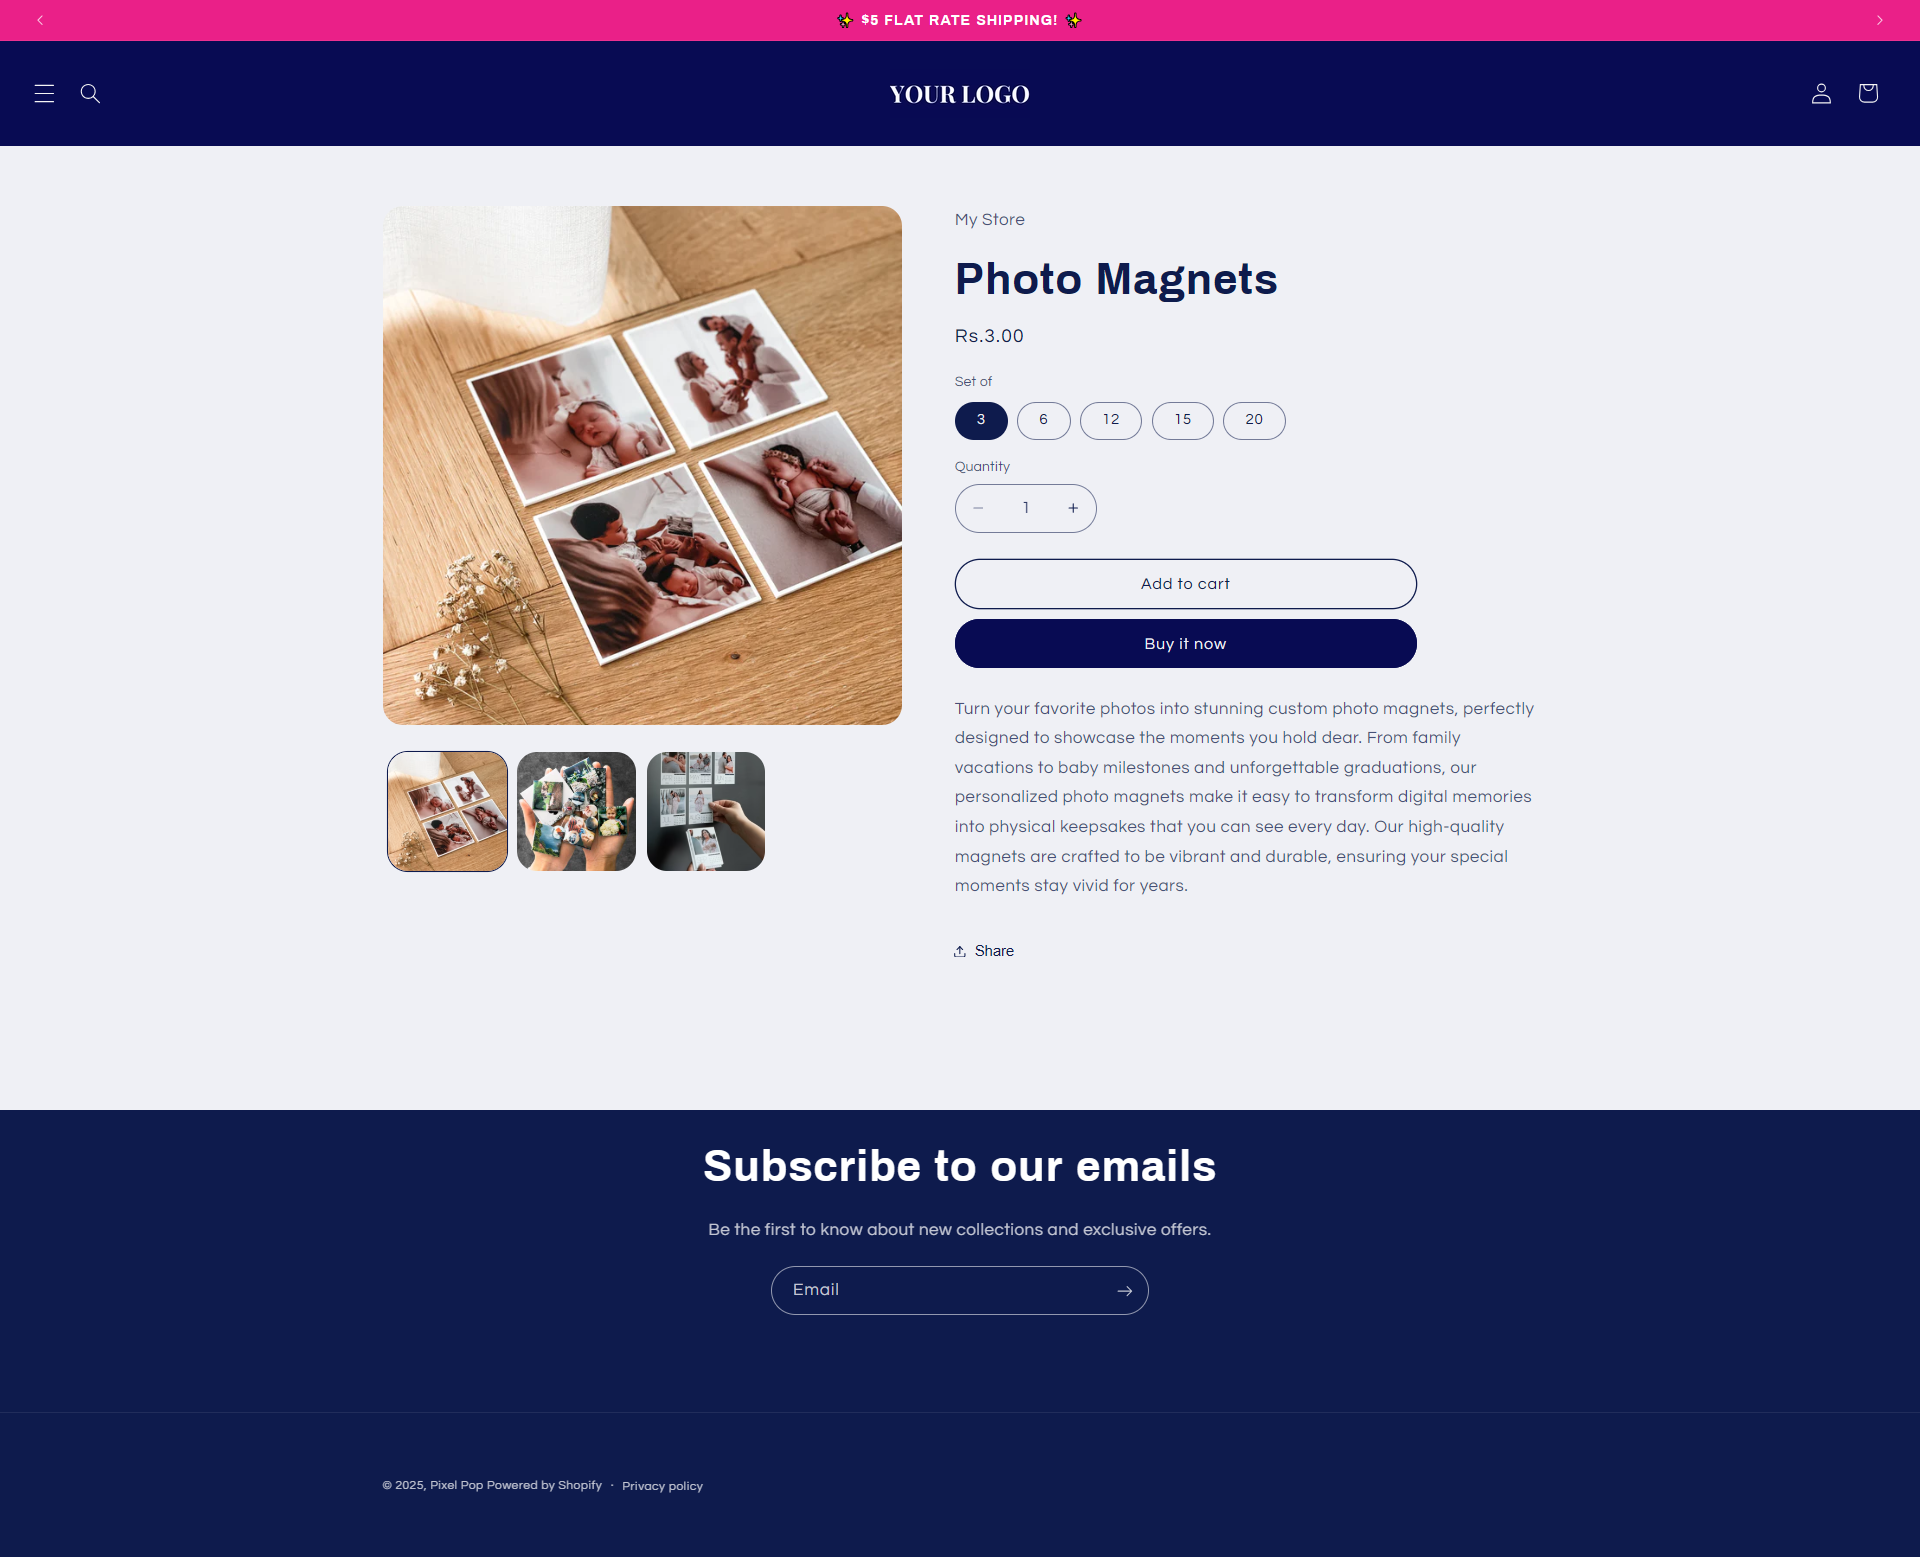 ✨ $5 FLAT RATE SHIPPING! ✨
YOUR LOGO
My Store
Photo Magnets
Rs.3.00
Set of
3 6 12 15 20
Quantity
1
Add to cart
Buy it now
Turn your favorite photos into stunning custom photo magnets, perfectly
designed to showcase the moments you hold dear. From family
vacations to baby milestones and unforgettable graduations, our
personalized photo magnets make it easy to transform digital memories
into physical keepsakes that you can see every day. Our high-quality
magnets are crafted to be vibrant and durable, ensuring your special
moments stay vivid for years.
Share
Subscribe to our emails
Be the first to know about new collections and exclusive offers.
Email
© 2025, Pixel Pop Powered by Shopify · Privacy policy